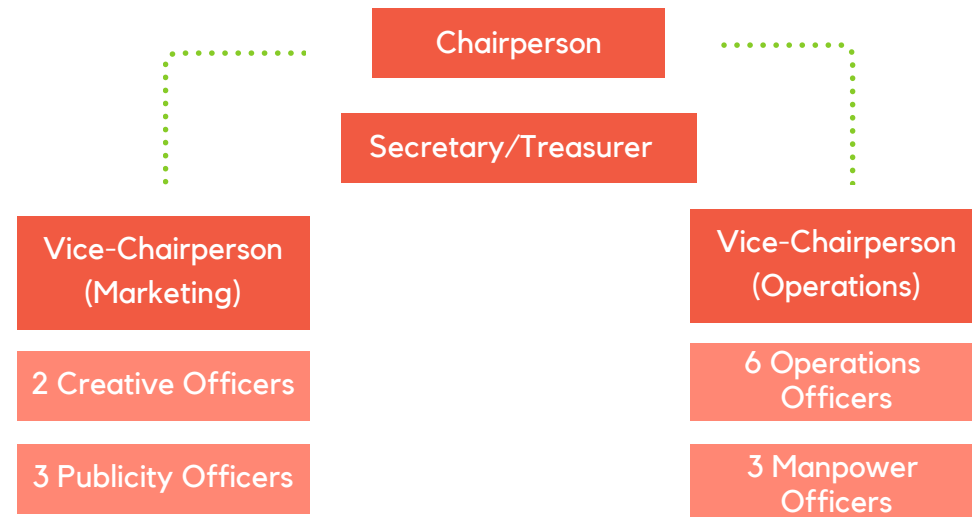 Chairperson
Secretary/Treasurer
Vice-Chairperson
(Marketing)
2 Creative Officers
3 Publicity Officers
Vice-Chairperson
(Operations)
6 Operations
Officers
3 Manpower
Officers